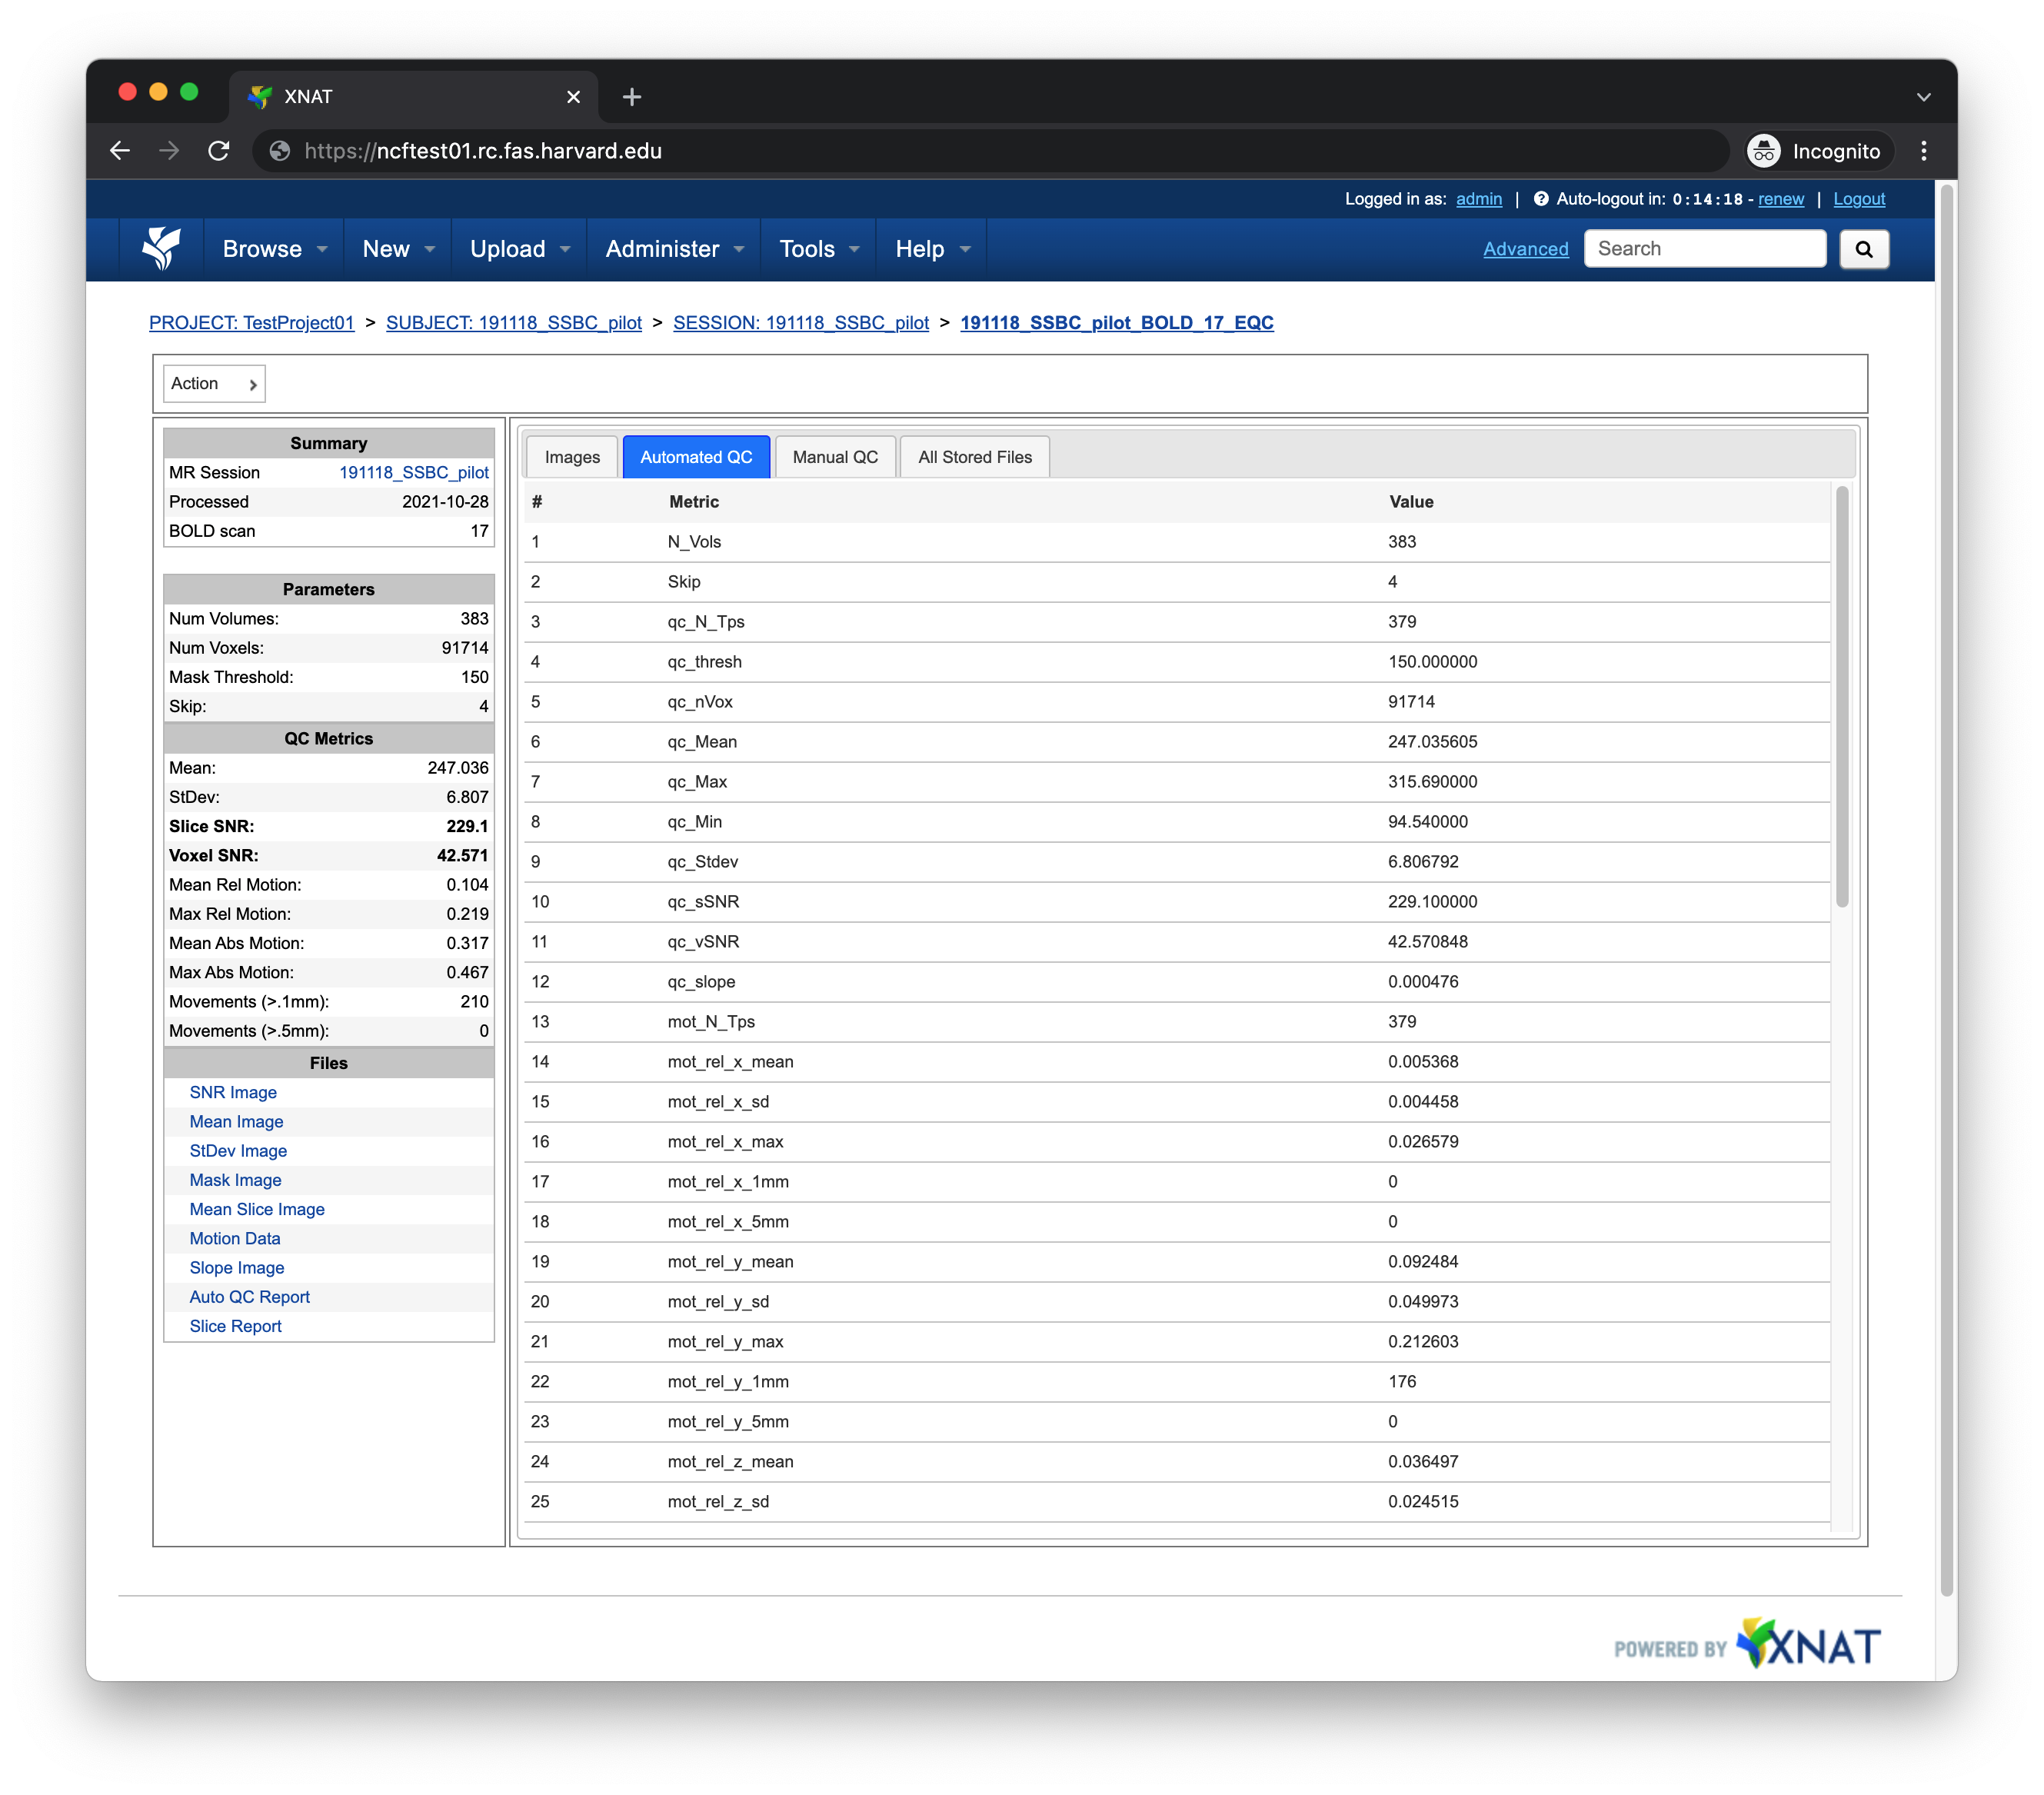 XNAT
https://ncftest01.rc.fas.harvard.edu
Incognito
Logged in as: admin | Auto-logout in: 0:14:18 - renew | Logout
Browse New Upload Administer Tools Help Advanced Search
PROJECT: TestProject01 > SUBJECT: 191118_SSBC_pilot > SESSION: 191118_SSBC_pilot > 191118_SSBC_pilot_BOLD_17_EQC
Action
Summary
MR Session 191118_SSBC_pilot
Processed 2021-10-28
BOLD scan 17
Parameters
Num Volumes: 383
Num Voxels: 91714
Mask Threshold: 150
Skip: 4
QC Metrics
Mean: 247.036
StDev: 6.807
Slice SNR: 229.1
Voxel SNR: 42.571
Mean Rel Motion: 0.104
Max Rel Motion: 0.219
Mean Abs Motion: 0.317
Max Abs Motion: 0.467
Movements (>.1mm): 210
Movements (>.5mm): 0
Files
SNR Image
Mean Image
StDev Image
Mask Image
Mean Slice Image
Motion Data
Slope Image
Auto QC Report
Slice Report
Images Automated QC Manual QC All Stored Files
# Metric Value
1 N_Vols 383
2 Skip 4
3 qc_N_Tps 379
4 qc_thresh 150.000000
5 qc_nVox 91714
6 qc_Mean 247.035605
7 qc_Max 315.690000
8 qc_Min 94.540000
9 qc_Stdev 6.806792
10 qc_sSNR 229.100000
11 qc_vSNR 42.570848
12 qc_slope 0.000476
13 mot_N_Tps 379
14 mot_rel_x_mean 0.005368
15 mot_rel_x_sd 0.004458
16 mot_rel_x_max 0.026579
17 mot_rel_x_1mm 0
18 mot_rel_x_5mm 0
19 mot_rel_y_mean 0.092484
20 mot_rel_y_sd 0.049973
21 mot_rel_y_max 0.212603
22 mot_rel_y_1mm 176
23 mot_rel_y_5mm 0
24 mot_rel_z_mean 0.036497
25 mot_rel_z_sd 0.024515
POWERED BY XNAT